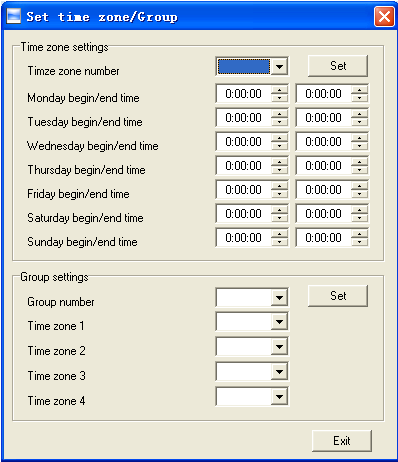 Set time zone/Group
Time zone settings
Timze zone number Set
Monday begin/end time 0:00:00 0:00:00
Tuesday begin/end time 0:00:00 0:00:00
Wednesday begin/end time 0:00:00 0:00:00
Thursday begin/end time 0:00:00 0:00:00
Friday begin/end time 0:00:00 0:00:00
Saturday begin/end time 0:00:00 0:00:00
Sunday begin/end time 0:00:00 0:00:00
Group settings
Group number Set
Time zone 1
Time zone 2
Time zone 3
Time zone 4
Exit